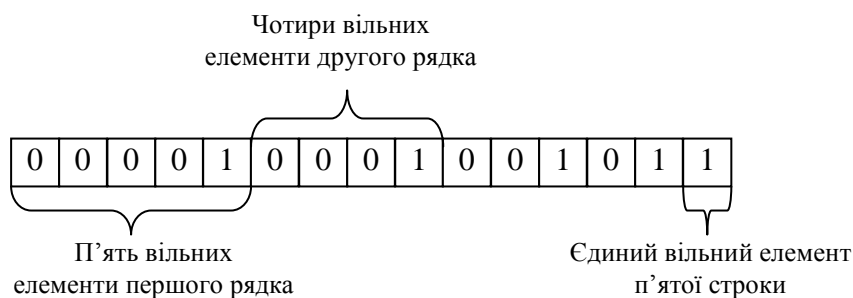 Чотири вільних
елементи другого рядка
0 0 0 0 1 0 0 0 1 0 0 1 0 1 1
П’ять вільних
елементи першого рядка
Єдиний вільний елемент
п’ятої строки